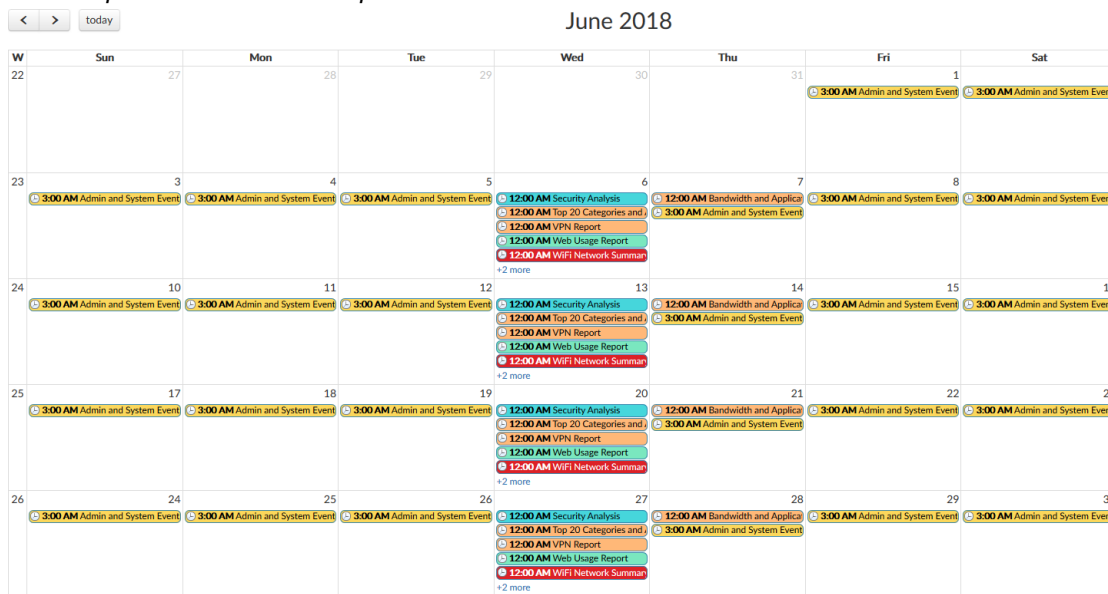 today
June 2018
W Sun Mon Tue Wed Thu Fri Sat
22 27 28 29 30 31 1
3:00 AM Admin and System Event 3:00 AM Admin and System Even
23 3 4 5 6 7 8
3:00 AM Admin and System Event 3:00 AM Admin and System Event 3:00 AM Admin and System Event 12:00 AM Security Analysis 12:00 AM Bandwidth and Applica 3:00 AM Admin and System Event 3:00 AM Admin and System Even
12:00 AM Top 20 Categories and 3:00 AM Admin and System Event
12:00 AM VPN Report
12:00 AM Web Usage Report
12:00 AM WiFi Network Summar
+2 more
24 10 11 12 13 14 15 1
3:00 AM Admin and System Event 3:00 AM Admin and System Event 3:00 AM Admin and System Event 12:00 AM Security Analysis 12:00 AM Bandwidth and Applica 3:00 AM Admin and System Event 3:00 AM Admin and System Even
12:00 AM Top 20 Categories and 3:00 AM Admin and System Event
12:00 AM VPN Report
12:00 AM Web Usage Report
12:00 AM WiFi Network Summar
+2 more
25 17 18 19 20 21 22 2
3:00 AM Admin and System Event 3:00 AM Admin and System Event 3:00 AM Admin and System Event 12:00 AM Security Analysis 12:00 AM Bandwidth and Applica 3:00 AM Admin and System Event 3:00 AM Admin and System Even
12:00 AM Top 20 Categories and 3:00 AM Admin and System Event
12:00 AM VPN Report
12:00 AM Web Usage Report
12:00 AM WiFi Network Summar
+2 more
26 24 25 26 27 28 29 3
3:00 AM Admin and System Event 3:00 AM Admin and System Event 3:00 AM Admin and System Event 12:00 AM Security Analysis 12:00 AM Bandwidth and Applica 3:00 AM Admin and System Event 3:00 AM Admin and System Even
12:00 AM Top 20 Categories and 3:00 AM Admin and System Event
12:00 AM VPN Report
12:00 AM Web Usage Report
12:00 AM WiFi Network Summar
+2 more